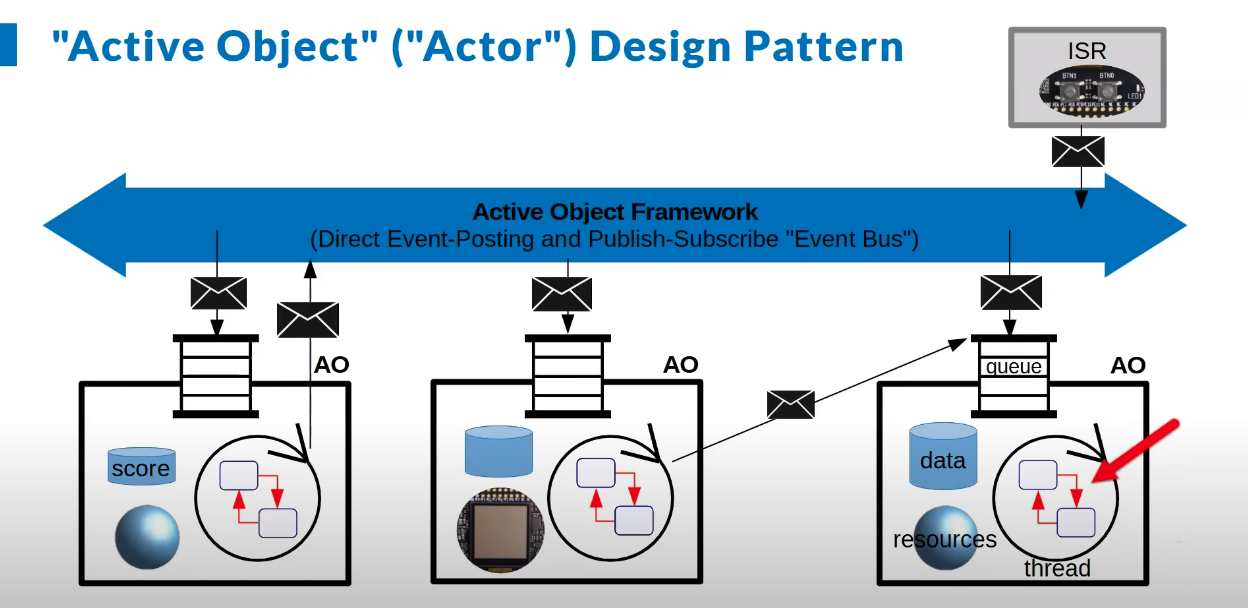 "Active Object" ("Actor") Design Pattern
ISR
BTN1 BTN0
LED1
Active Object Framework
(Direct Event-Posting and Publish-Subscribe "Event Bus")
AO
AO
queue
AO
score
data
resources
thread